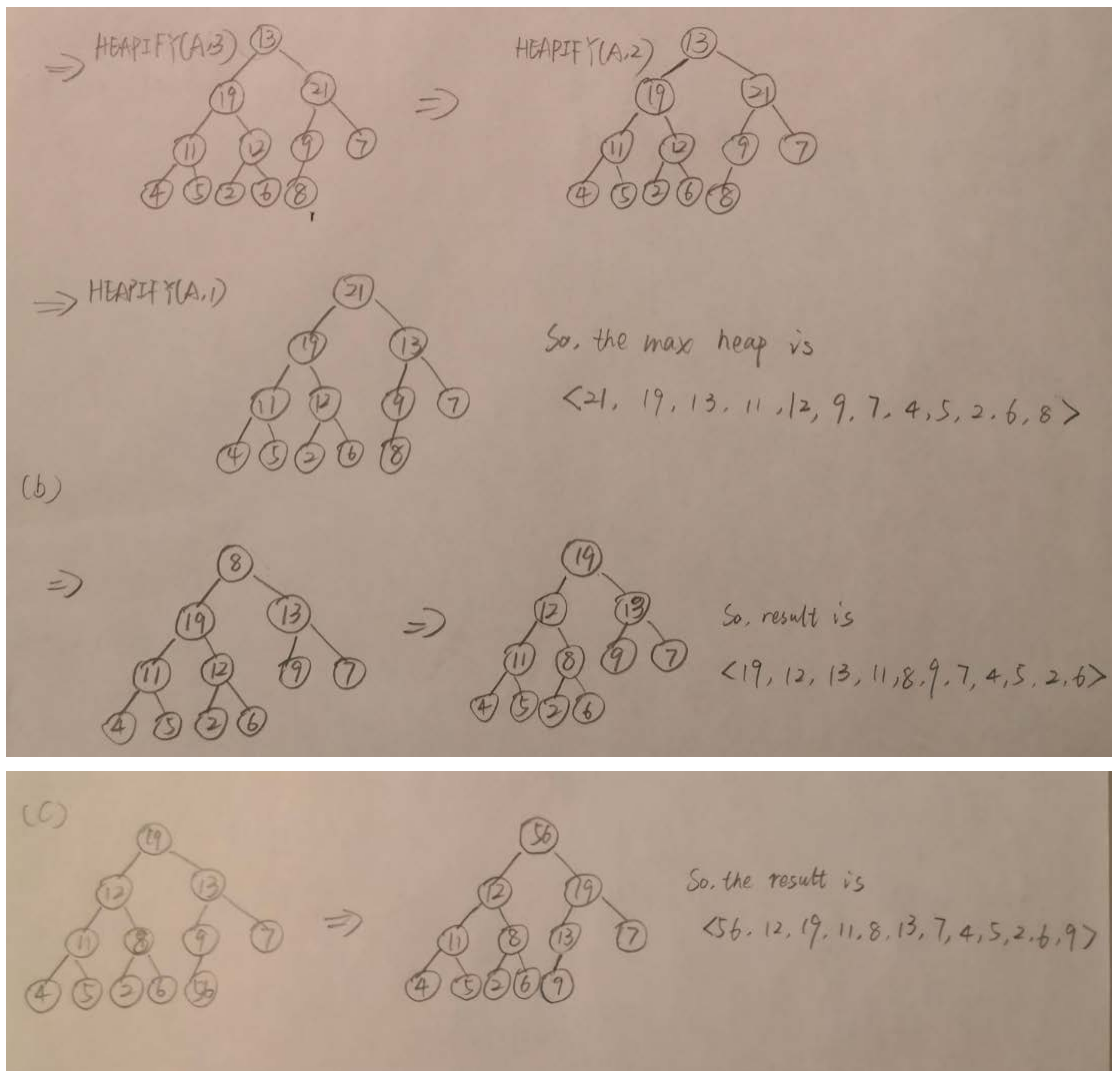 ⇒ HEAPIFY(A,3) 13 HEAPIFY(A,2) 13
19 21 ⇒ 19 21
11 12 9 7 11 12 9 7
4 5 2 6 8 4 5 2 6 8
⇒ HEAPIFY(A,1) 21
19 13 So, the max heap is
11 12 9 7 <21, 19, 13, 11, 12, 9, 7, 4, 5, 2, 6, 8>
4 5 2 6 8
(b)
⇒ 8 19
19 13 ⇒ 12 13 So, result is
11 12 9 7 11 8 9 7 <19, 12, 13, 11, 8, 9, 7, 4, 5, 2, 6>
4 5 2 6 4 5 2 6
(C)
19 56
12 13 12 19 So, the result is
11 8 9 7 ⇒ 11 8 13 7 <56, 12, 19, 11, 8, 13, 7, 4, 5, 2, 6, 9>
4 5 2 6 56 4 5 2 6 9